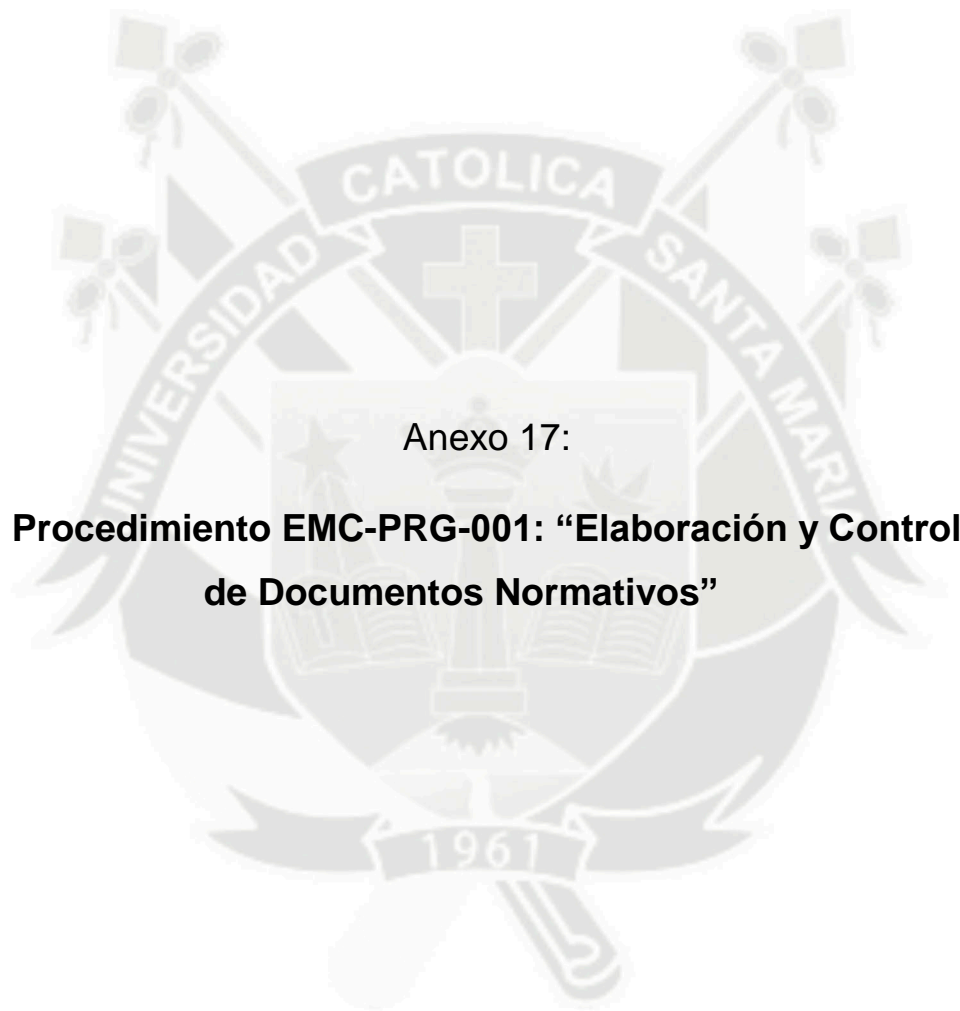 UNIVERSIDAD CATOLICA SANTA MARIA
Anexo 17:
Procedimiento EMC-PRG-001: “Elaboración y Control
de Documentos Normativos”
1961